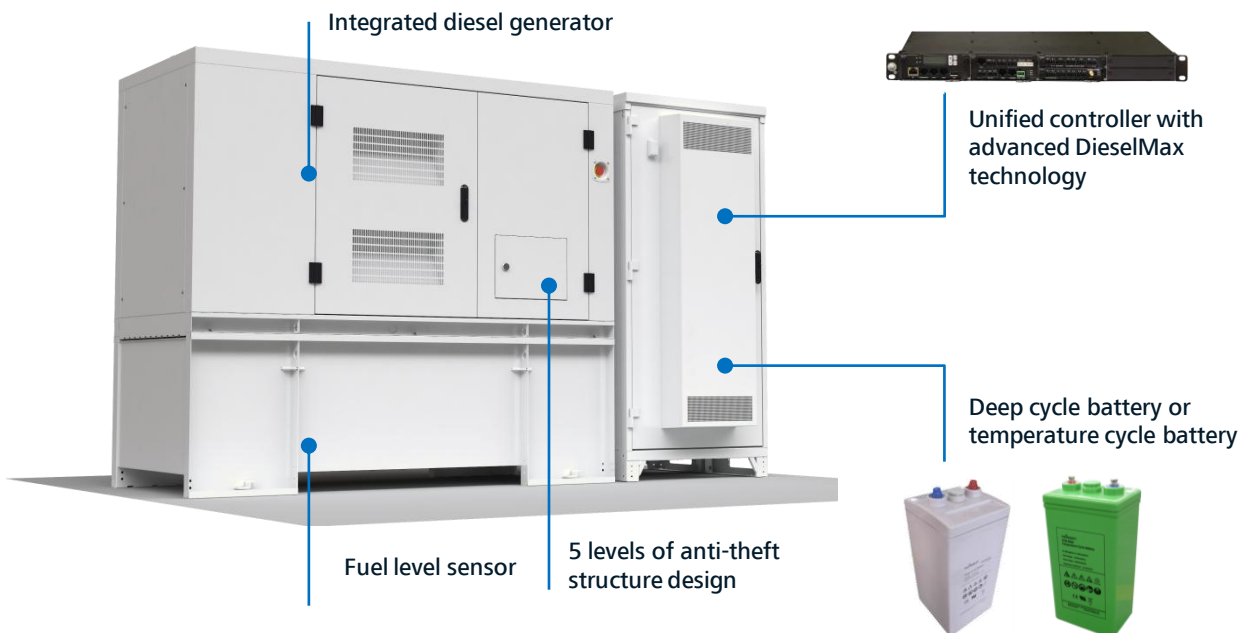 Integrated diesel generator
Unified controller with
advanced DieselMax
technology
Deep cycle battery or
temperature cycle battery
Fuel level sensor
5 levels of anti-theft
structure design